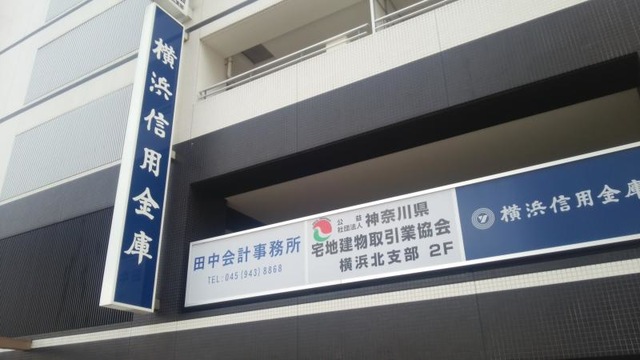 横浜信用金庫
田中会計事務所
TEL:045(943)8868
公益
社団法人 神奈川県
宅地建物取引業協会
横浜北支部 2F
横浜信用金庫